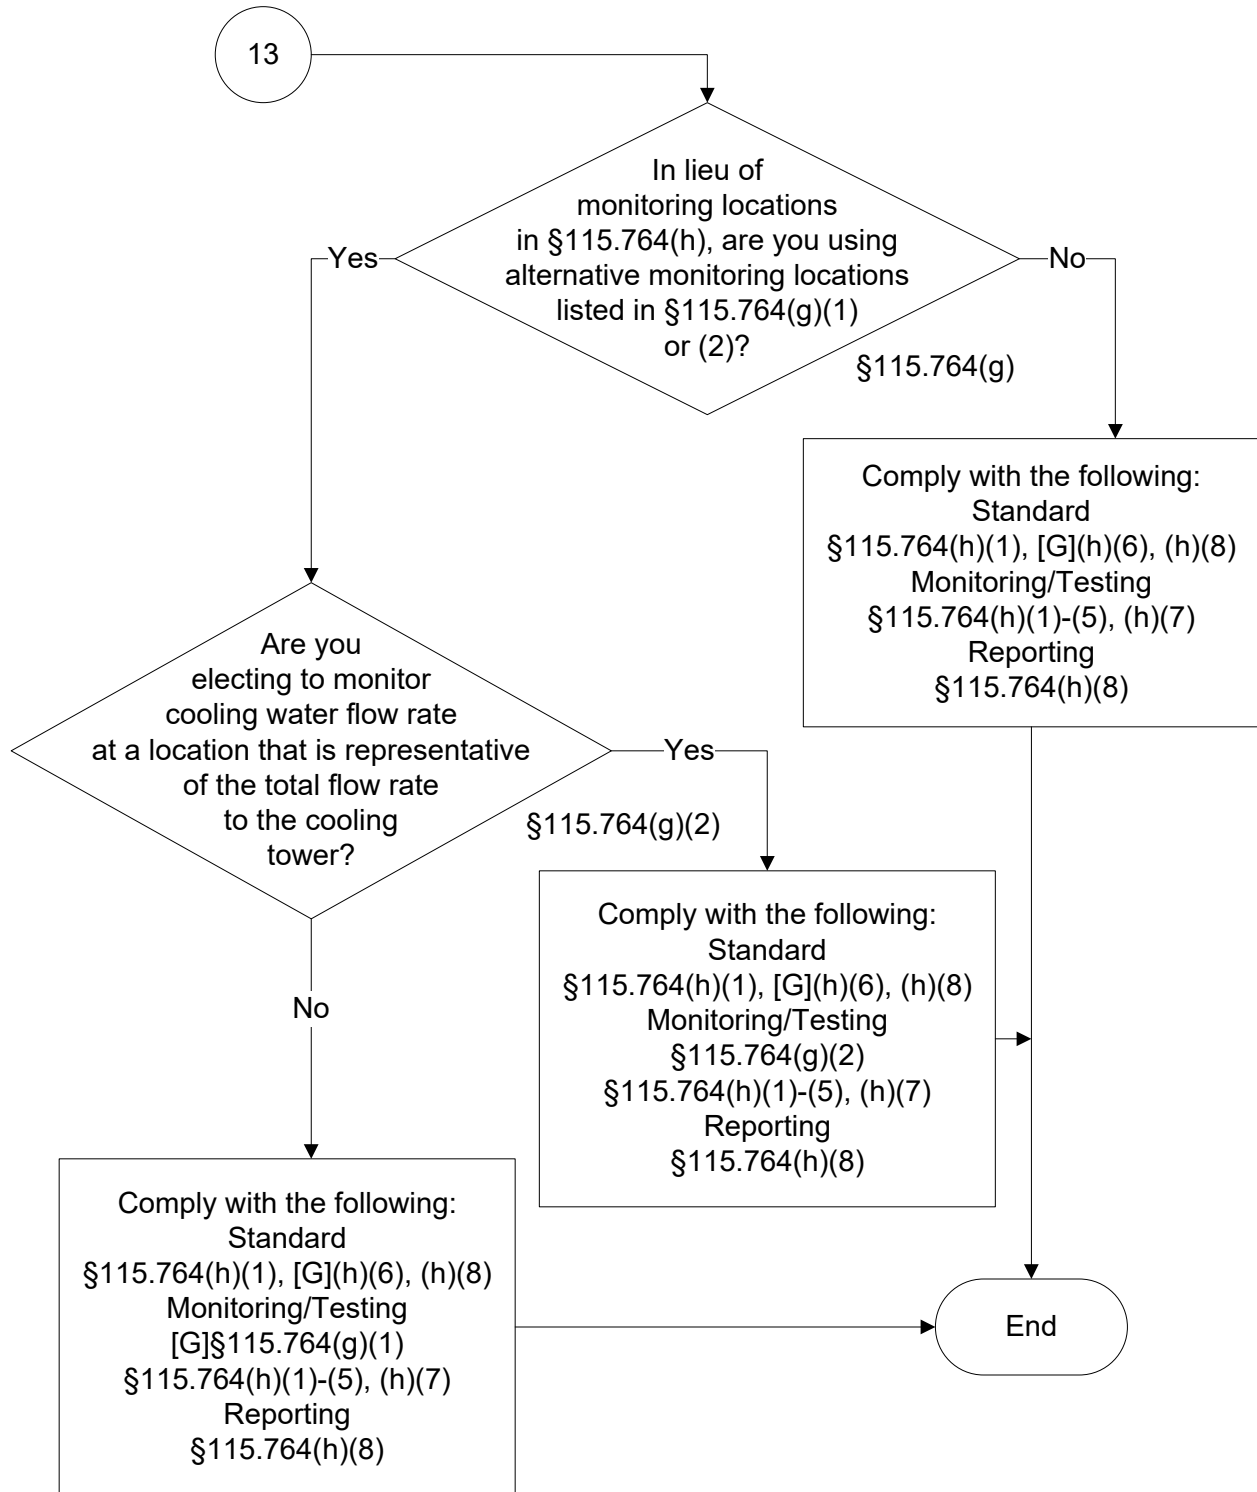 13
In lieu of
monitoring locations
in §115.764(h), are you using
alternative monitoring locations
listed in §115.764(g)(1)
or (2)?
Yes
No
§115.764(g)
Comply with the following:
Standard
§115.764(h)(1), [G](h)(6), (h)(8)
Monitoring/Testing
§115.764(h)(1)-(5), (h)(7)
Reporting
§115.764(h)(8)
Are you
electing to monitor
cooling water flow rate
at a location that is representative
of the total flow rate
to the cooling
tower?
Yes
§115.764(g)(2)
Comply with the following:
Standard
§115.764(h)(1), [G](h)(6), (h)(8)
Monitoring/Testing
§115.764(g)(2)
§115.764(h)(1)-(5), (h)(7)
Reporting
§115.764(h)(8)
No
Comply with the following:
Standard
§115.764(h)(1), [G](h)(6), (h)(8)
Monitoring/Testing
[G]§115.764(g)(1)
§115.764(h)(1)-(5), (h)(7)
Reporting
§115.764(h)(8)
End